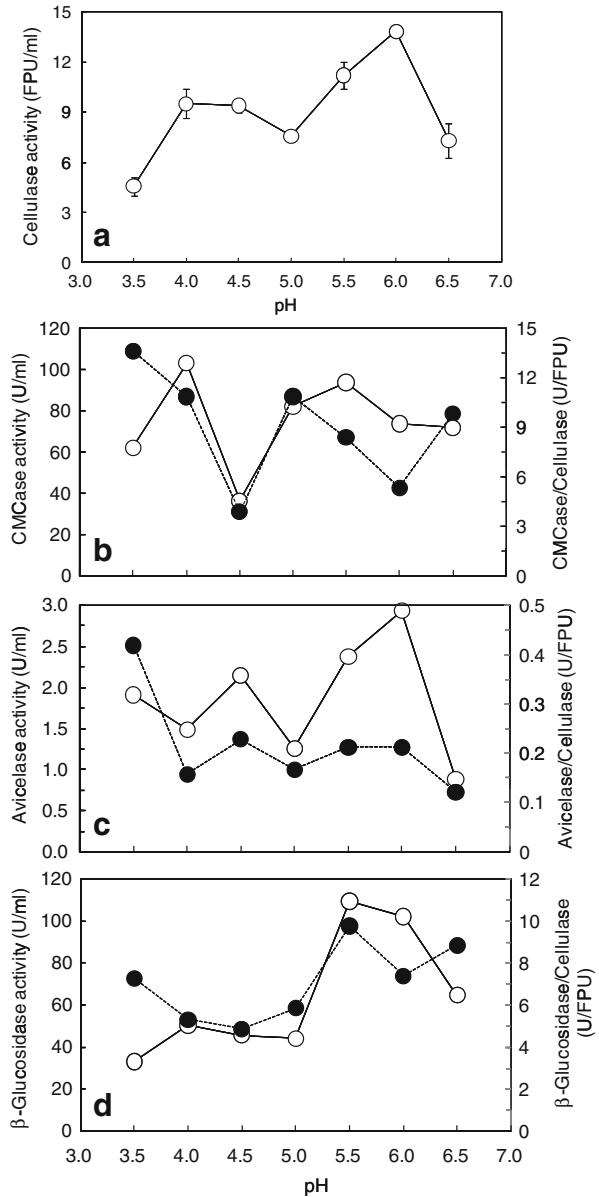 Cellulase activity (FPU/ml)
15
12
9
6
3
0
a
3.0 3.5 4.0 4.5 5.0 5.5 6.0 6.5 7.0
pH
CMCase activity (U/ml)
120
100
80
60
40
20
0
b
15
12
9
6
3
0
CMCase/Cellulase (U/FPU)
Avicelase activity (U/ml)
3.0
2.5
2.0
1.5
1.0
0.5
0.0
c
0.5
0.4
0.3
0.2
0.1
0
Avicelase/Cellulase (U/FPU)
β-Glucosidase activity (U/ml)
120
100
80
60
40
20
0
d
12
10
8
6
4
2
0
β-Glucosidase/Cellulase
(U/FPU)
3.0 3.5 4.0 4.5 5.0 5.5 6.0 6.5 7.0
pH